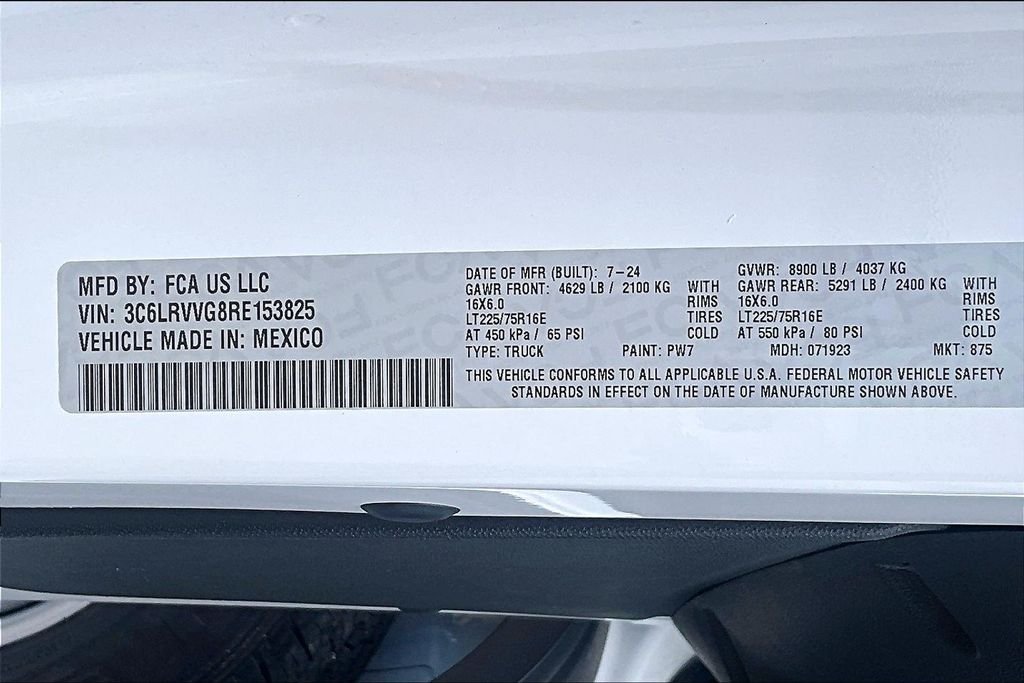 MFD BY: FCA US LLC
VIN: 3C6LRVVG8RE153825
VEHICLE MADE IN: MEXICO
DATE OF MFR (BUILT): 7-24
GAWR FRONT: 4629 LB / 2100 KG WITH
16X6.0 RIMS
LT225/75R16E TIRES
AT 450 kPa / 65 PSI COLD
GVWR: 8900 LB / 4037 KG
GAWR REAR: 5291 LB / 2400 KG WITH
16X6.0 RIMS
LT225/75R16E TIRES
AT 550 kPa / 80 PSI COLD
TYPE: TRUCK PAINT: PW7 MDH: 071923 MKT: 875
THIS VEHICLE CONFORMS TO ALL APPLICABLE U.S.A. FEDERAL MOTOR VEHICLE SAFETY
STANDARDS IN EFFECT ON THE DATE OF MANUFACTURE SHOWN ABOVE.